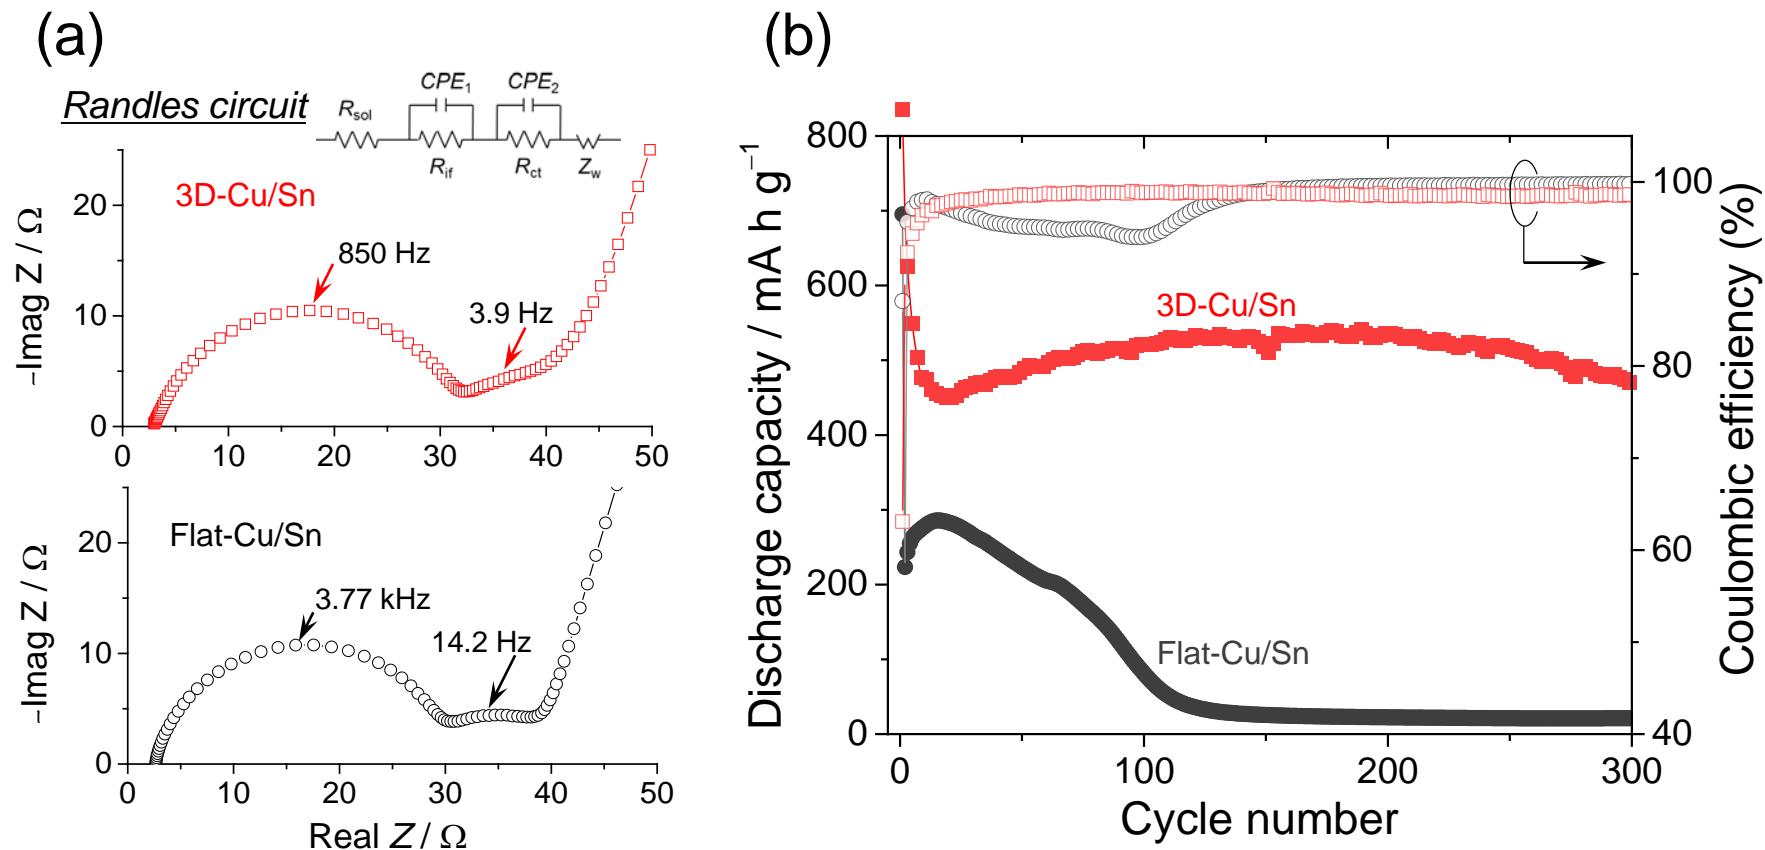 (a)
Randles circuit
CPE1
CPE2
Rsol
Rif
Rct
Zw
3D-Cu/Sn
850 Hz
3.9 Hz
−Imag Z / Ω
20
10
0
0 10 20 30 40 50
Flat-Cu/Sn
3.77 kHz
14.2 Hz
−Imag Z / Ω
20
10
0
0 10 20 30 40 50
Real Z / Ω
(b)
Discharge capacity / mA h g−1
800
600
400
200
0
3D-Cu/Sn
Flat-Cu/Sn
100
80
60
40
Coulombic efficiency (%)
0 100 200 300
Cycle number